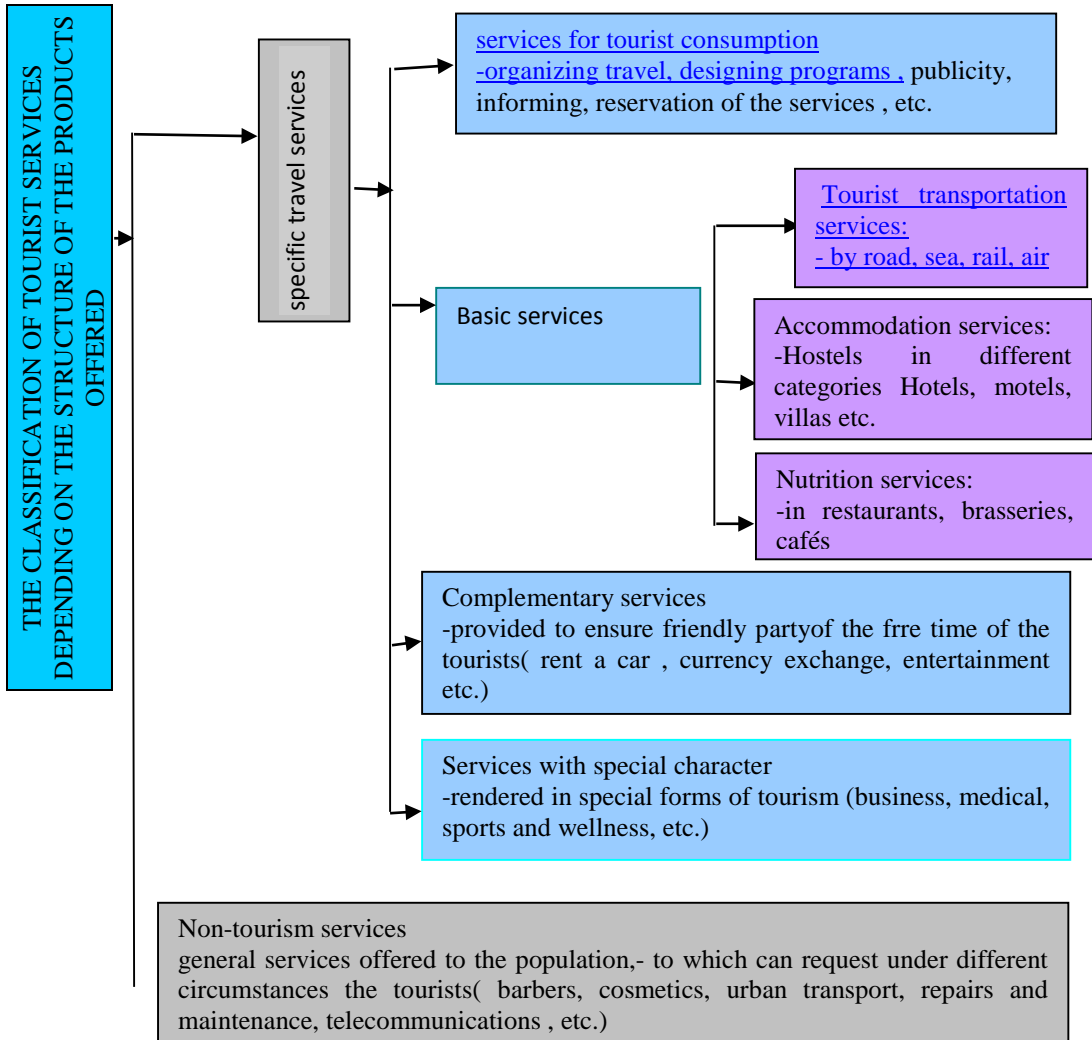 THE CLASSIFICATION OF TOURIST SERVICES
DEPENDING ON THE STRUCTURE OF THE PRODUCTS
OFFERED
specific travel services
services for tourist consumption
-organizing travel, designing programs , publicity,
informing, reservation of the services , etc.
Basic services
Tourist transportation
services:
- by road, sea, rail, air
Accommodation services:
-Hostels in different
categories Hotels, motels,
villas etc.
Nutrition services:
-in restaurants, brasseries,
cafés
Complementary services
-provided to ensure friendly partyof the frre time of the
tourists( rent a car , currency exchange, entertainment
etc.)
Services with special character
-rendered in special forms of tourism (business, medical,
sports and wellness, etc.)
Non-tourism services
general services offered to the population,- to which can request under different
circumstances the tourists( barbers, cosmetics, urban transport, repairs and
maintenance, telecommunications , etc.)